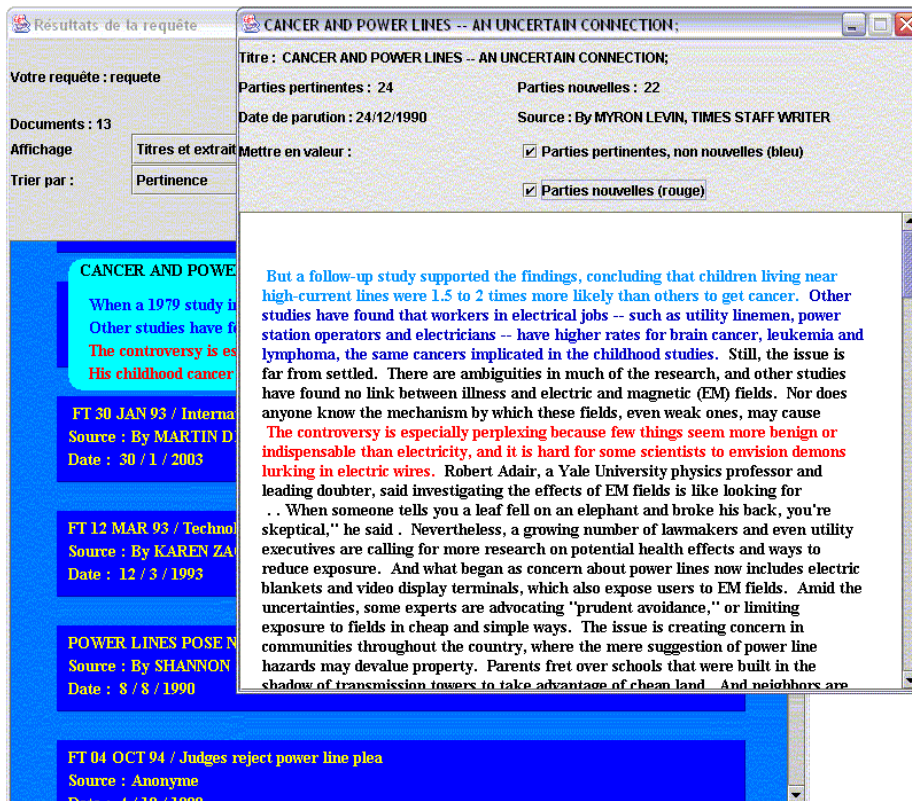 Résultats de la requête
Votre requête : requete
Documents : 13
Affichage
Titres et extrait
Trier par :
Pertinence
CANCER AND POWE
When a 1979 study i
Other studies have f
The controversy is es
His childhood cancer
FT 30 JAN 93 / Interna
Source : By MARTIN D
Date : 30 / 1 / 2003
FT 12 MAR 93 / Technol
Source : By KAREN ZA
Date : 12 / 3 / 1993
POWER LINES POSE N
Source : By SHANNON
Date : 8 / 8 / 1990
FT 04 OCT 94 / Judges reject power line plea
Source : Anonyme
CANCER AND POWER LINES -- AN UNCERTAIN CONNECTION;
Titre : CANCER AND POWER LINES -- AN UNCERTAIN CONNECTION;
Parties pertinentes : 24
Parties nouvelles : 22
Date de parution : 24/12/1990
Source : By MYRON LEVIN, TIMES STAFF WRITER
Mettre en valeur :
Parties pertinentes, non nouvelles (bleu)
Parties nouvelles (rouge)
But a follow-up study supported the findings, concluding that children living near
high-current lines were 1.5 to 2 times more likely than others to get cancer. Other
studies have found that workers in electrical jobs -- such as utility linemen, power
station operators and electricians -- have higher rates for brain cancer, leukemia and
lymphoma, the same cancers implicated in the childhood studies. Still, the issue is
far from settled. There are ambiguities in much of the research, and other studies
have found no link between illness and electric and magnetic (EM) fields. Nor does
anyone know the mechanism by which these fields, even weak ones, may cause
The controversy is especially perplexing because few things seem more benign or
indispensable than electricity, and it is hard for some scientists to envision demons
lurking in electric wires. Robert Adair, a Yale University physics professor and
leading doubter, said investigating the effects of EM fields is like looking for
. . When someone tells you a leaf fell on an elephant and broke his back, you're
skeptical," he said . Nevertheless, a growing number of lawmakers and even utility
executives are calling for more research on potential health effects and ways to
reduce exposure. And what began as concern about power lines now includes electric
blankets and video display terminals, which also expose users to EM fields. Amid the
uncertainties, some experts are advocating "prudent avoidance," or limiting
exposure to fields in cheap and simple ways. The issue is creating concern in
communities throughout the country, where the mere suggestion of power line
hazards may devalue property. Parents fret over schools that were built in the
shadow of transmission towers to take advantage of cheap land. And neighbors are